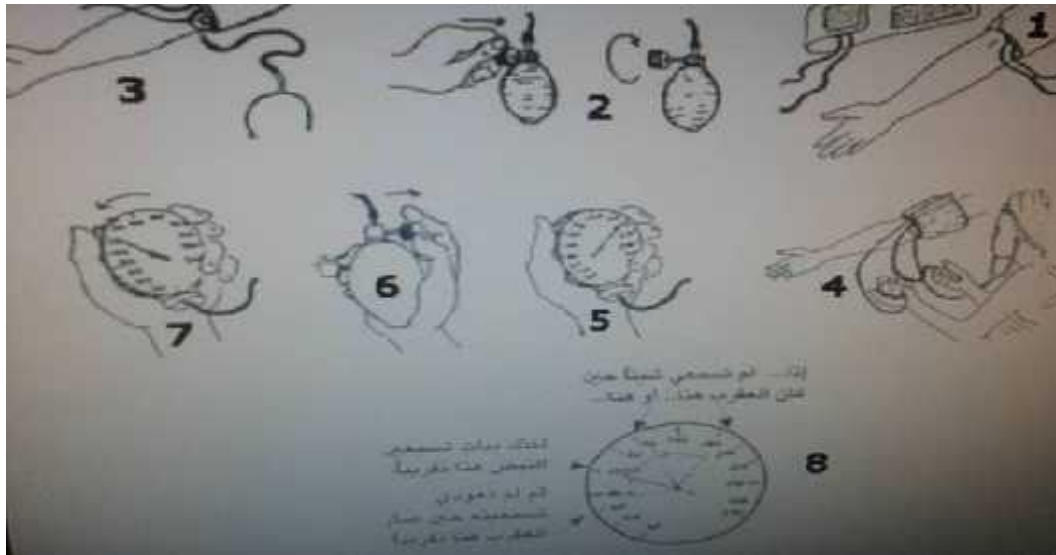 1
2
3
4
5
6
7
8
إذا... لم تسمعي شيئاً حين
كان العقرب هنا.. أو هنا...
لكنك بدأت تسمعين
النبض هنا تقريباً.
ثم لم تعودي
تسمعينه حين صار
العقرب هنا تقريباً